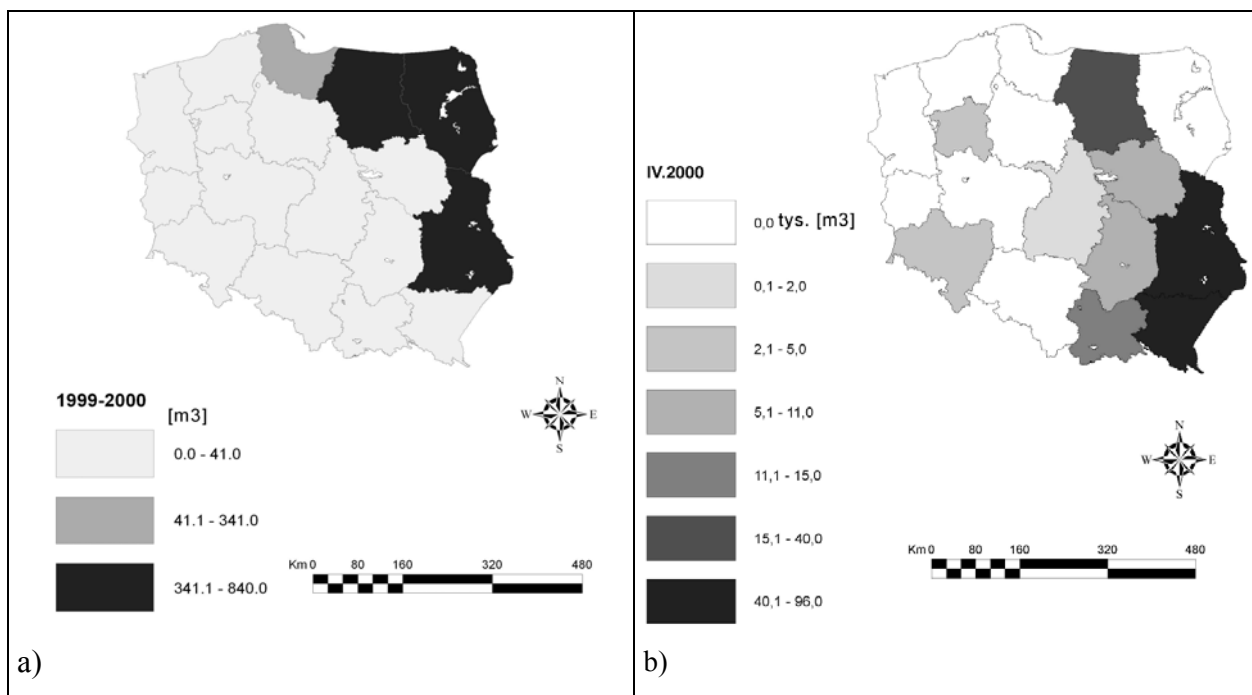 1999-2000
[m3]
0.0 - 41.0
41.1 - 341.0
341.1 - 840.0
N
W E
S
Km 0 80 160 320 480
a)
IV.2000
0,0 tys. [m3]
0,1 - 2,0
2,1 - 5,0
5,1 - 11,0
11,1 - 15,0
15,1 - 40,0
40,1 - 96,0
N
W E
S
Km 0 80 160 320 480
b)